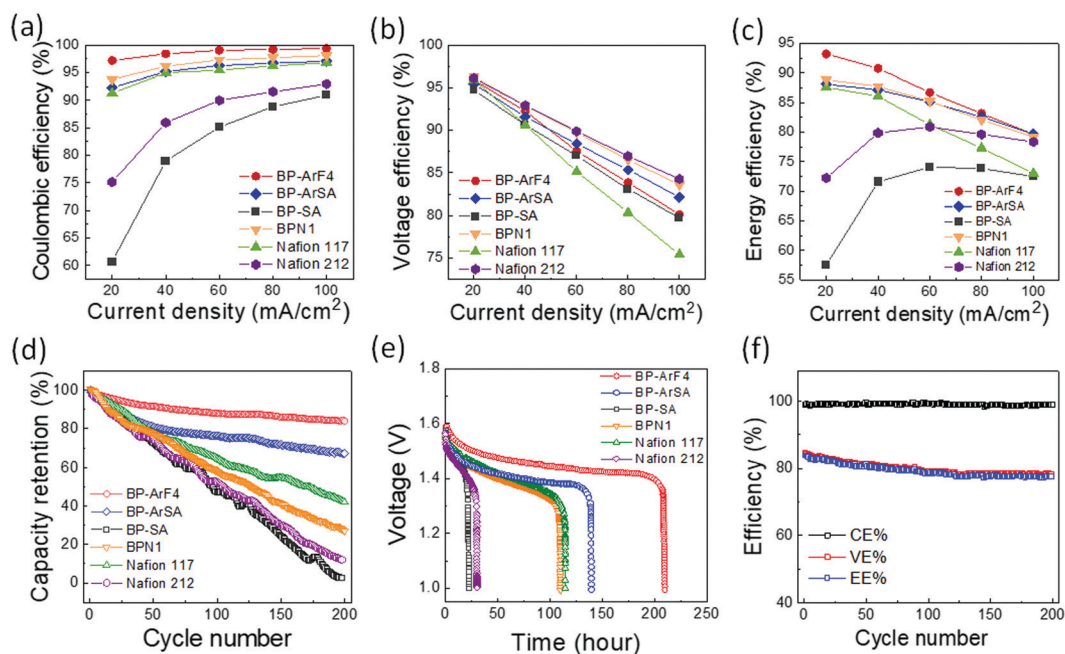 (a)
Coulombic efficiency (%)
100
95
90
85
80
75
70
65
60
BP-ArF4
BP-ArSA
BP-SA
BPN1
Nafion 117
Nafion 212
20 40 60 80 100
Current density (mA/cm²)
(b)
Voltage efficiency (%)
100
95
90
85
80
75
BP-ArF4
BP-ArSA
BP-SA
BPN1
Nafion 117
Nafion 212
20 40 60 80 100
Current density (mA/cm²)
(c)
Energy efficiency (%)
95
90
85
80
75
70
65
60
55
BP-ArF4
BP-ArSA
BP-SA
BPN1
Nafion 117
Nafion 212
20 40 60 80 100
Current density (mA/cm²)
(d)
Capacity retention (%)
100
80
60
40
20
0
BP-ArF4
BP-ArSA
BP-SA
BPN1
Nafion 117
Nafion 212
0 50 100 150 200
Cycle number
(e)
Voltage (V)
1.8
1.6
1.4
1.2
1.0
BP-ArF4
BP-ArSA
BP-SA
BPN1
Nafion 117
Nafion 212
0 50 100 150 200 250
Time (hour)
(f)
Efficiency (%)
100
80
60
40
CE%
VE%
EE%
0 50 100 150 200
Cycle number